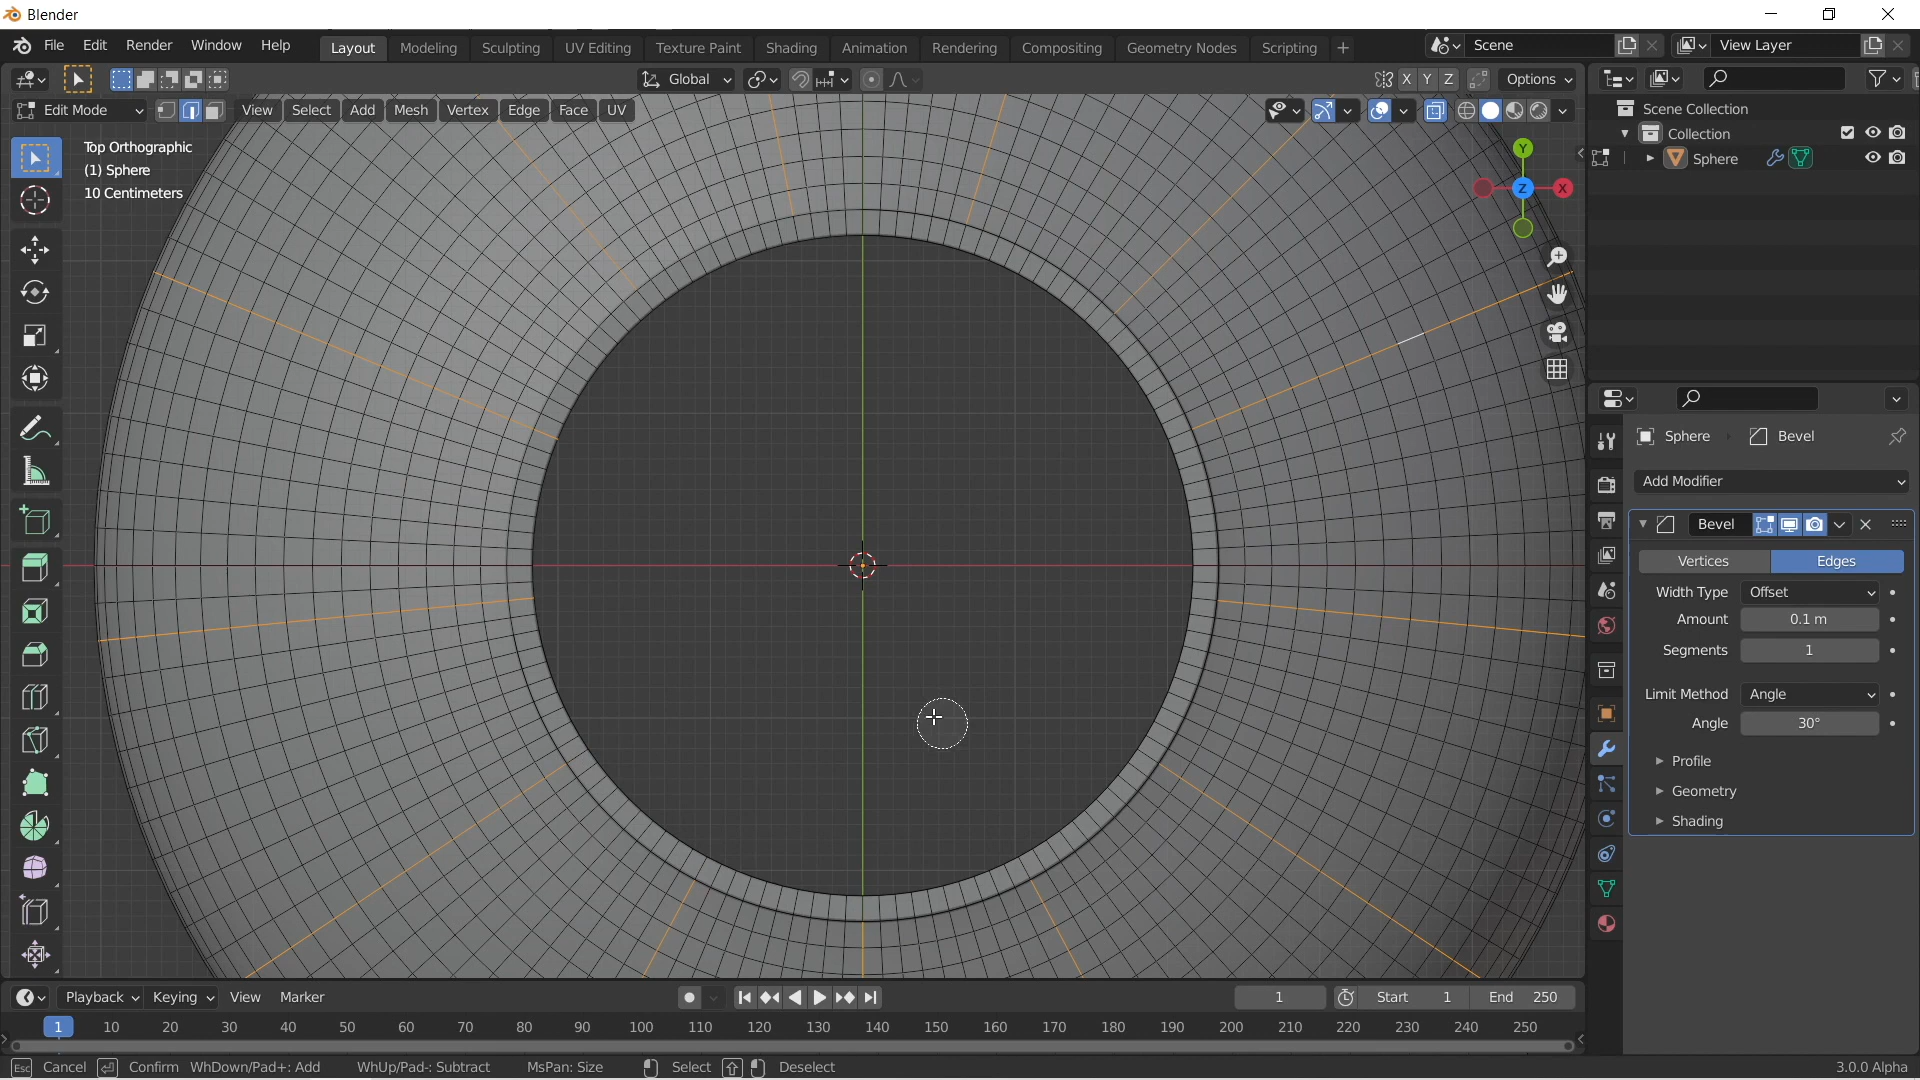 Blender
File Edit Render Window Help Layout Modeling Sculpting UV Editing Texture Paint Shading Animation Rendering Compositing Geometry Nodes Scripting + Scene View Layer
Global X Y Z Options
Edit Mode View Select Add Mesh Vertex Edge Face UV
Scene Collection
Collection
Sphere
Top Orthographic
(1) Sphere
10 Centimeters
Y
Z X
Sphere Bevel
Add Modifier
Bevel
Vertices Edges
Width Type Offset
Amount 0.1 m
Segments 1
Limit Method Angle
Angle 30°
Profile
Geometry
Shading
Playback Keying View Marker 1 Start 1 End 250
1 10 20 30 40 50 60 70 80 90 100 110 120 130 140 150 160 170 180 190 200 210 220 230 240 250
Esc Cancel Confirm WhDown/Pad+: Add WhUp/Pad-: Subtract MsPan: Size Select Deselect 3.0.0 Alpha